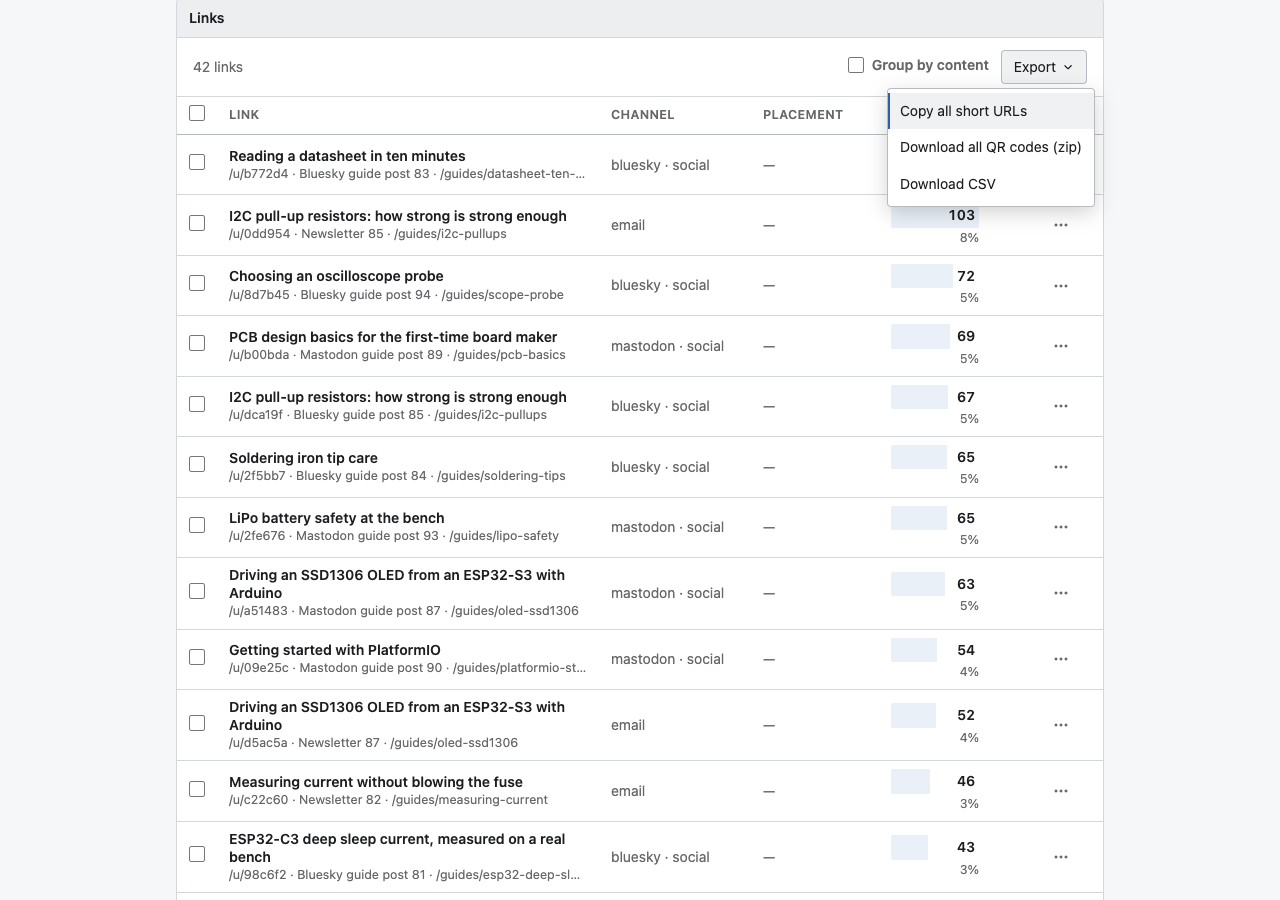 Links
42 links
Group by content
Export
Copy all short URLs
Download all QR codes (zip)
Download CSV
LINK CHANNEL PLACEMENT
Reading a datasheet in ten minutes
/u/b772d4 · Bluesky guide post 83 · /guides/datasheet-ten-...
bluesky · social —
I2C pull-up resistors: how strong is strong enough
/u/0dd954 · Newsletter 85 · /guides/i2c-pullups
email — 103
8%
Choosing an oscilloscope probe
/u/8d7b45 · Bluesky guide post 94 · /guides/scope-probe
bluesky · social — 72
5%
PCB design basics for the first-time board maker
/u/b00bda · Mastodon guide post 89 · /guides/pcb-basics
mastodon · social — 69
5%
I2C pull-up resistors: how strong is strong enough
/u/dca19f · Bluesky guide post 85 · /guides/i2c-pullups
bluesky · social — 67
5%
Soldering iron tip care
/u/2f5bb7 · Bluesky guide post 84 · /guides/soldering-tips
bluesky · social — 65
5%
LiPo battery safety at the bench
/u/2fe676 · Mastodon guide post 93 · /guides/lipo-safety
mastodon · social — 65
5%
Driving an SSD1306 OLED from an ESP32-S3 with
Arduino
/u/a51483 · Mastodon guide post 87 · /guides/oled-ssd1306
mastodon · social — 63
5%
Getting started with PlatformIO
/u/09e25c · Mastodon guide post 90 · /guides/platformio-st...
mastodon · social — 54
4%
Driving an SSD1306 OLED from an ESP32-S3 with
Arduino
/u/d5ac5a · Newsletter 87 · /guides/oled-ssd1306
email — 52
4%
Measuring current without blowing the fuse
/u/c22c60 · Newsletter 82 · /guides/measuring-current
email — 46
3%
ESP32-C3 deep sleep current, measured on a real
bench
/u/98c6f2 · Bluesky guide post 81 · /guides/esp32-deep-sl...
bluesky · social — 43
3%